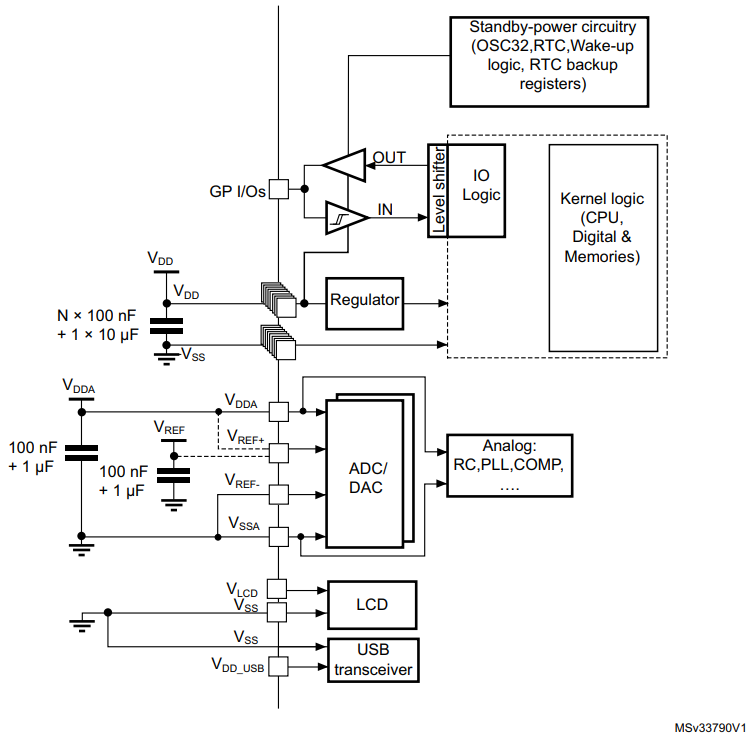 Standby-power circuitry
(OSC32,RTC,Wake-up
logic, RTC backup
registers)
OUT
IN
GP I/Os
Level shifter
IO
Logic
Kernel logic
(CPU,
Digital &
Memories)
VDD
VDD
N × 100 nF
+ 1 × 10 µF
VSS
Regulator
VDDA
VDDA
VREF+
VREF
100 nF
+ 1 µF
100 nF
+ 1 µF
VREF-
VSSA
ADC/
DAC
Analog:
RC,PLL,COMP,
....
VLCD
VSS
LCD
VSS
VDD_USB
USB
transceiver
MSv33790V1